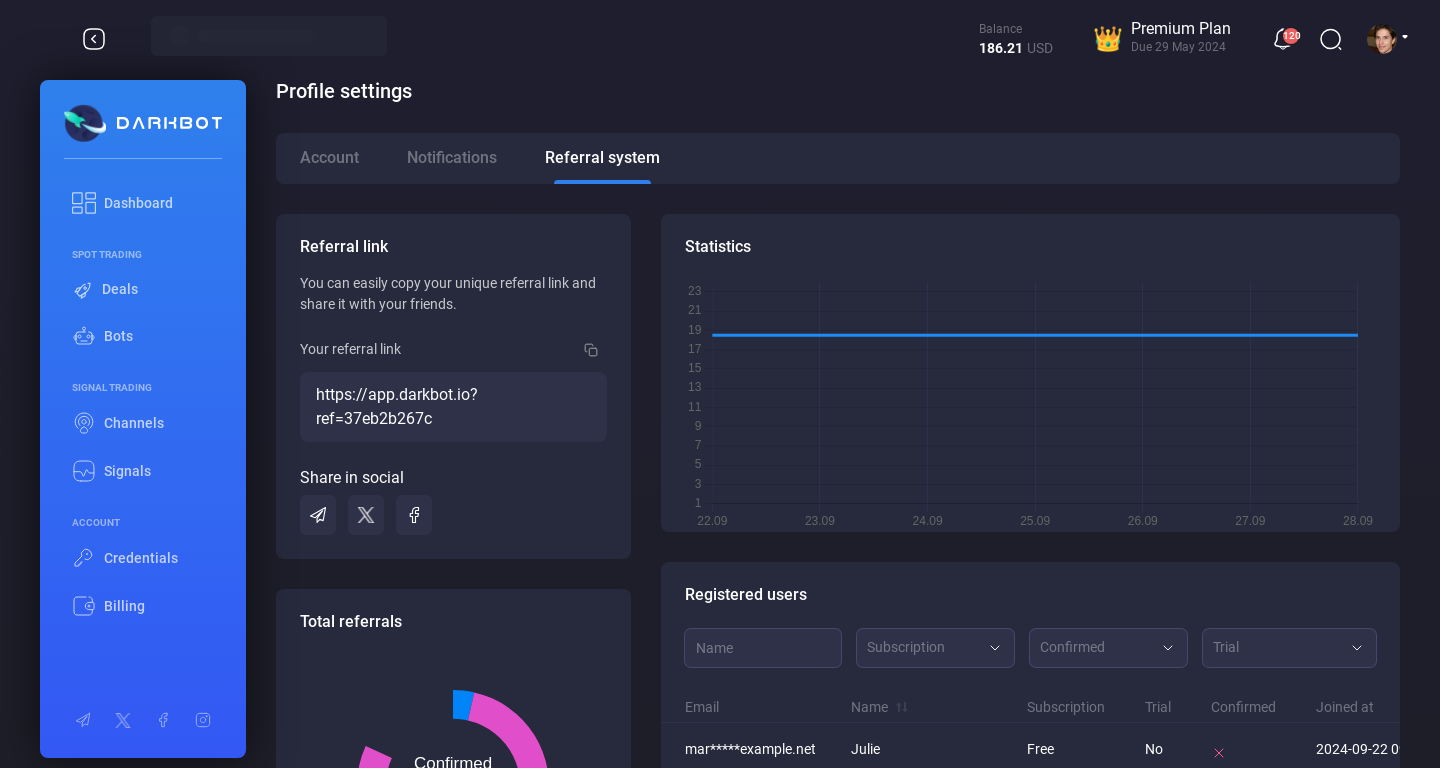 Balance
186.21 USD
Premium Plan
Due 29 May 2024
120
DARKBOT
Dashboard
SPOT TRADING
Deals
Bots
SIGNAL TRADING
Channels
Signals
ACCOUNT
Credentials
Billing
Profile settings
Account Notifications Referral system
Referral link
You can easily copy your unique referral link and
share it with your friends.
Your referral link
https://app.darkbot.io?
ref=37eb2b267c
Share in social
Total referrals
Confirmed
Statistics
23
21
19
17
15
13
11
9
7
5
3
1
22.09 23.09 24.09 25.09 26.09 27.09 28.09
Registered users
Name Subscription Confirmed Trial
Email Name Subscription Trial Confirmed Joined at
mar*****example.net Julie Free No 2024-09-22 0